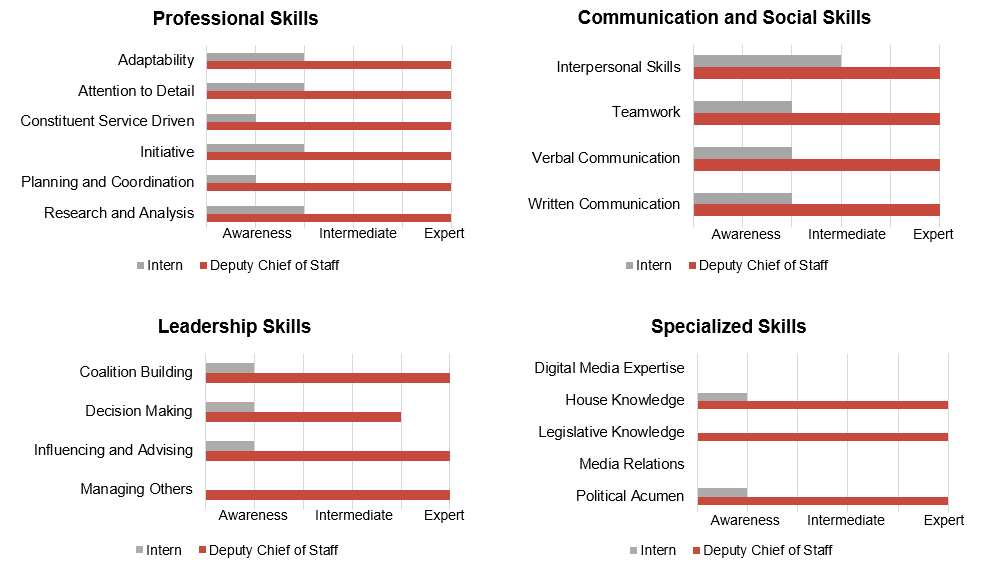 Professional Skills
Adaptability
Attention to Detail
Constituent Service Driven
Initiative
Planning and Coordination
Research and Analysis
Awareness Intermediate Expert
Intern Deputy Chief of Staff
Communication and Social Skills
Interpersonal Skills
Teamwork
Verbal Communication
Written Communication
Awareness Intermediate Expert
Intern Deputy Chief of Staff
Leadership Skills
Coalition Building
Decision Making
Influencing and Advising
Managing Others
Awareness Intermediate Expert
Intern Deputy Chief of Staff
Specialized Skills
Digital Media Expertise
House Knowledge
Legislative Knowledge
Media Relations
Political Acumen
Awareness Intermediate Expert
Intern Deputy Chief of Staff